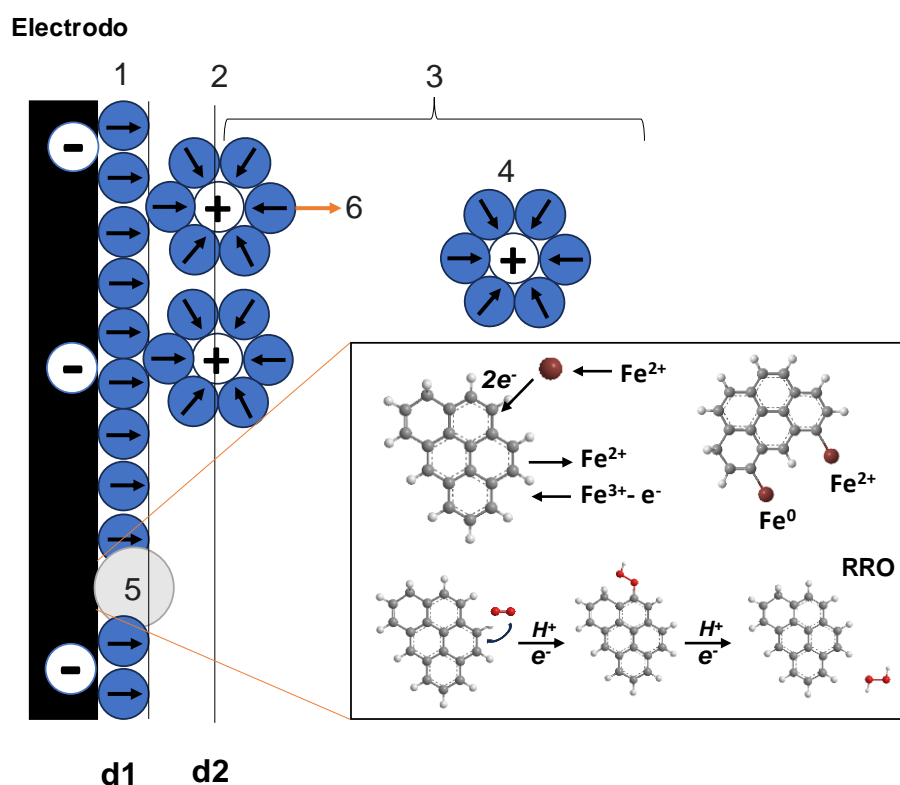 Electrodo
1
2
3
4
6
5
- 
-
-
+
+
+
2e-
Fe2+
Fe2+
Fe3+- e-
Fe2+
Fe0
RRO
H+
e-
H+
e-
d1
d2